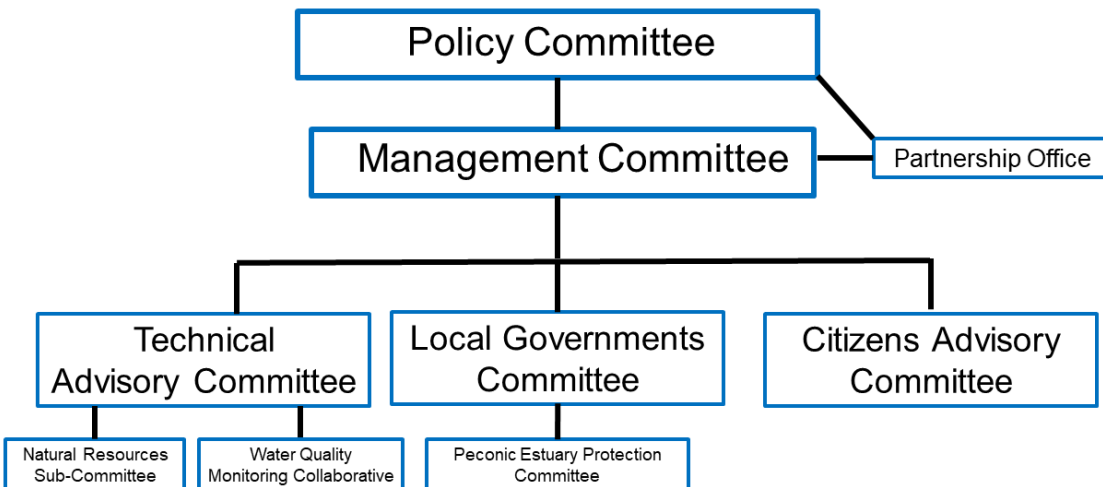 Policy Committee
Management Committee
Partnership Office
Technical
Advisory Committee
Local Governments
Committee
Citizens Advisory
Committee
Natural Resources
Sub-Committee
Water Quality
Monitoring Collaborative
Peconic Estuary Protection
Committee